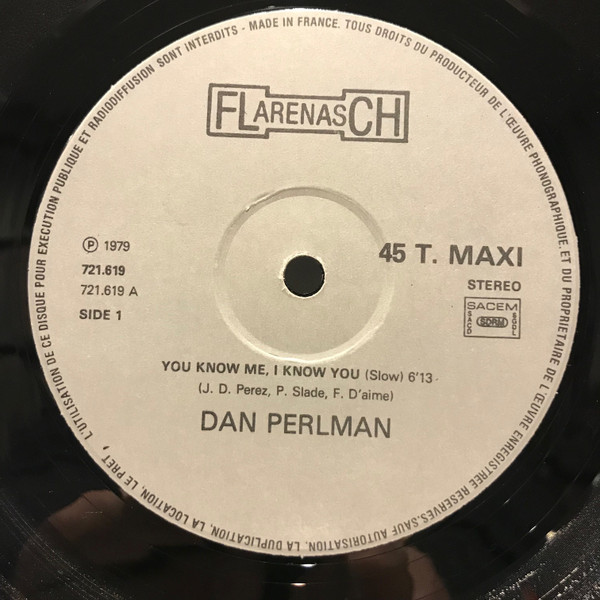 MADE IN FRANCE. TOUS DROITS DU PRODUCTEUR DE L'ŒUVRE PHONOGRAPHIQUE. ET DU PROPRIETAIRE DE L'ŒUVRE ENREGISTREE RESERVES. SAUF AUTORISATION. LA DUPLICATION. LA LOCATION. LE PRET, L'UTILISATION DE CE DISQUE POUR EXECUTION PUBLIQUE ET RADIODIFFUSION SONT INTERDITS -
FLARENASCH
℗ 1979
721.619
721.619 A
SIDE 1
45 T. MAXI
STEREO
SACEM
SACD SDRM SGDL
YOU KNOW ME, I KNOW YOU (Slow) 6'13
(J. D. Perez, P. Slade, F. D'aime)
DAN PERLMAN